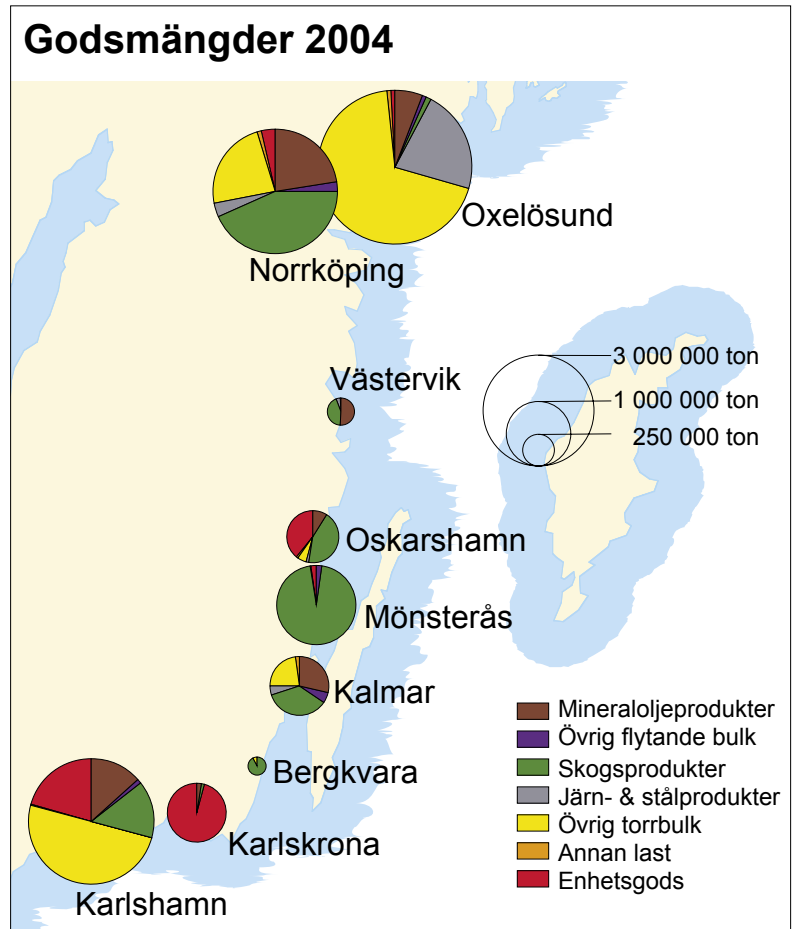 Godsmängder 2004
Oxelösund
Norrköping
3 000 000 ton
Västervik
1 000 000 ton
250 000 ton
Oskarshamn
Mönsterås
Kalmar
Mineraloljeprodukter
Övrig flytande bulk
Bergkvara
Skogsprodukter
Järn- & stålprodukter
Övrig torrbulk
Karlskrona
Annan last
Enhetsgods
Karlshamn